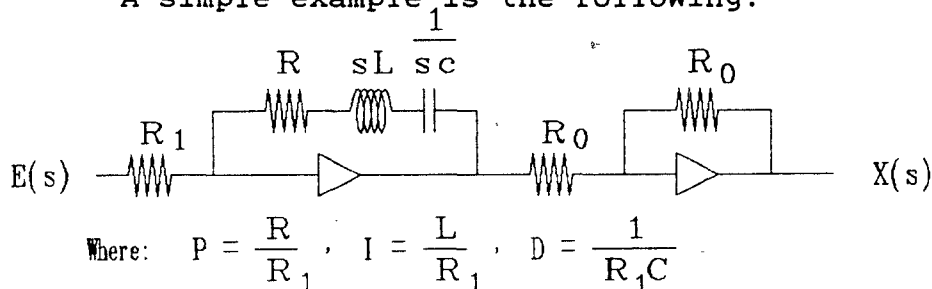 A simple example is the following:
1
R sL sc R0
R1 R0
E(s) X(s)
Where: P = R/R1 , I = L/R1 , D = 1/R1C